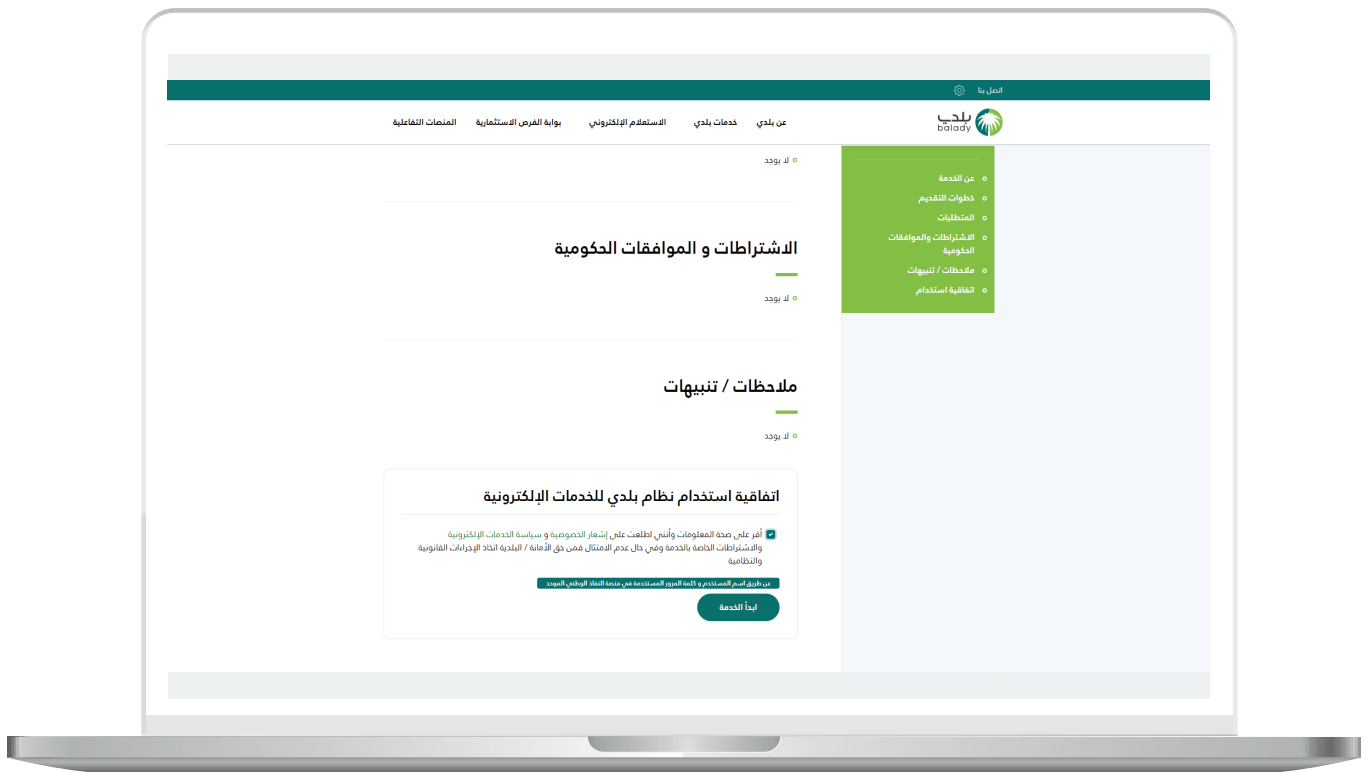 اتصل بنا
بلدي
balady
عن بلدي
خدمات بلدي
الاستعلام الإلكتروني
بوابة الفرص الاستثمارية
المنصات التفاعلية
عن الخدمة
خطوات التقديم
المتطلبات
الاشتراطات والموافقات
الحكومية
ملاحظات / تنبيهات
اتفاقية استخدام
لا يوجد
الاشتراطات و الموافقات الحكومية
لا يوجد
ملاحظات / تنبيهات
لا يوجد
اتفاقية استخدام نظام بلدي للخدمات الإلكترونية
أقر على صحة المعلومات وأنني اطلعت على إشعار الخصوصية و سياسة الخدمات الإلكترونية
والاشتراطات الخاصة بالخدمة وفي حال عدم الامتثال فمن حق الأمانة / البلدية اتخاذ الإجراءات القانونية
والنظامية
عن طريق اسم المستخدم و كلمة المرور المستخدمة في منصة النفاذ الوطني الموحد
ابدأ الخدمة